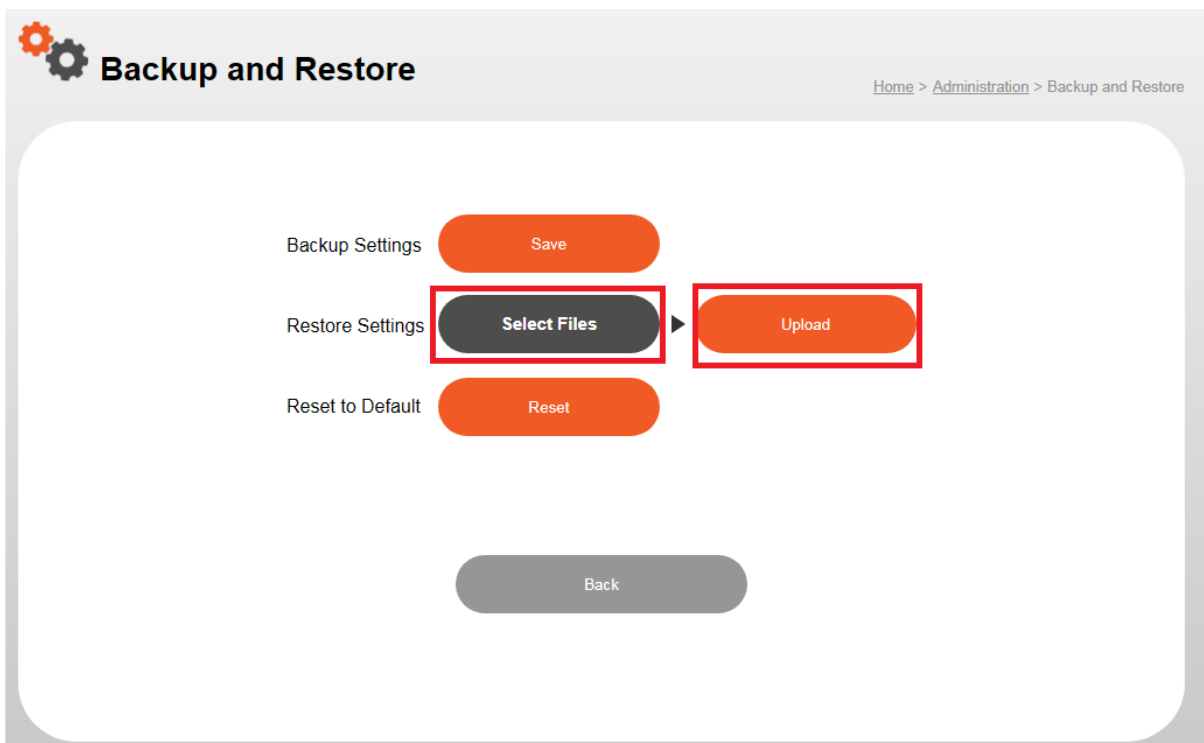 Backup and Restore
Home > Administration > Backup and Restore
Backup Settings Save
Restore Settings Select Files Upload
Reset to Default Reset
Back